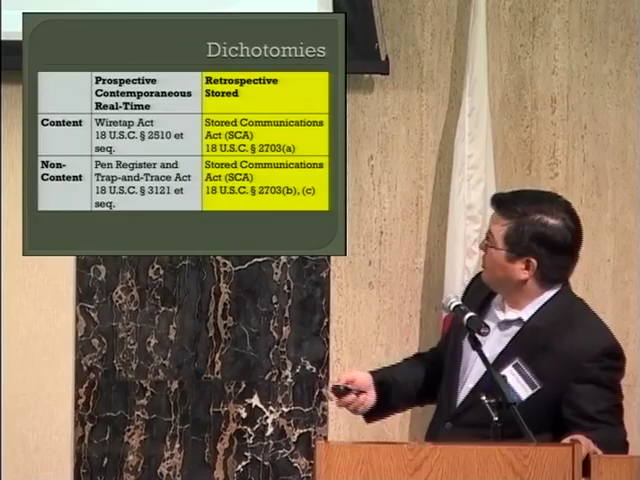 Dichotomies
Prospective
Contemporaneous
Real-Time
Retrospective
Stored
Content
Wiretap Act
18 U.S.C. § 2510 et
seq.
Stored Communications
Act (SCA)
18 U.S.C. § 2703(a)
Non-
Content
Pen Register and
Trap-and-Trace Act
18 U.S.C. § 3121 et
seq.
Stored Communications
Act (SCA)
18 U.S.C. § 2703(b), (c)